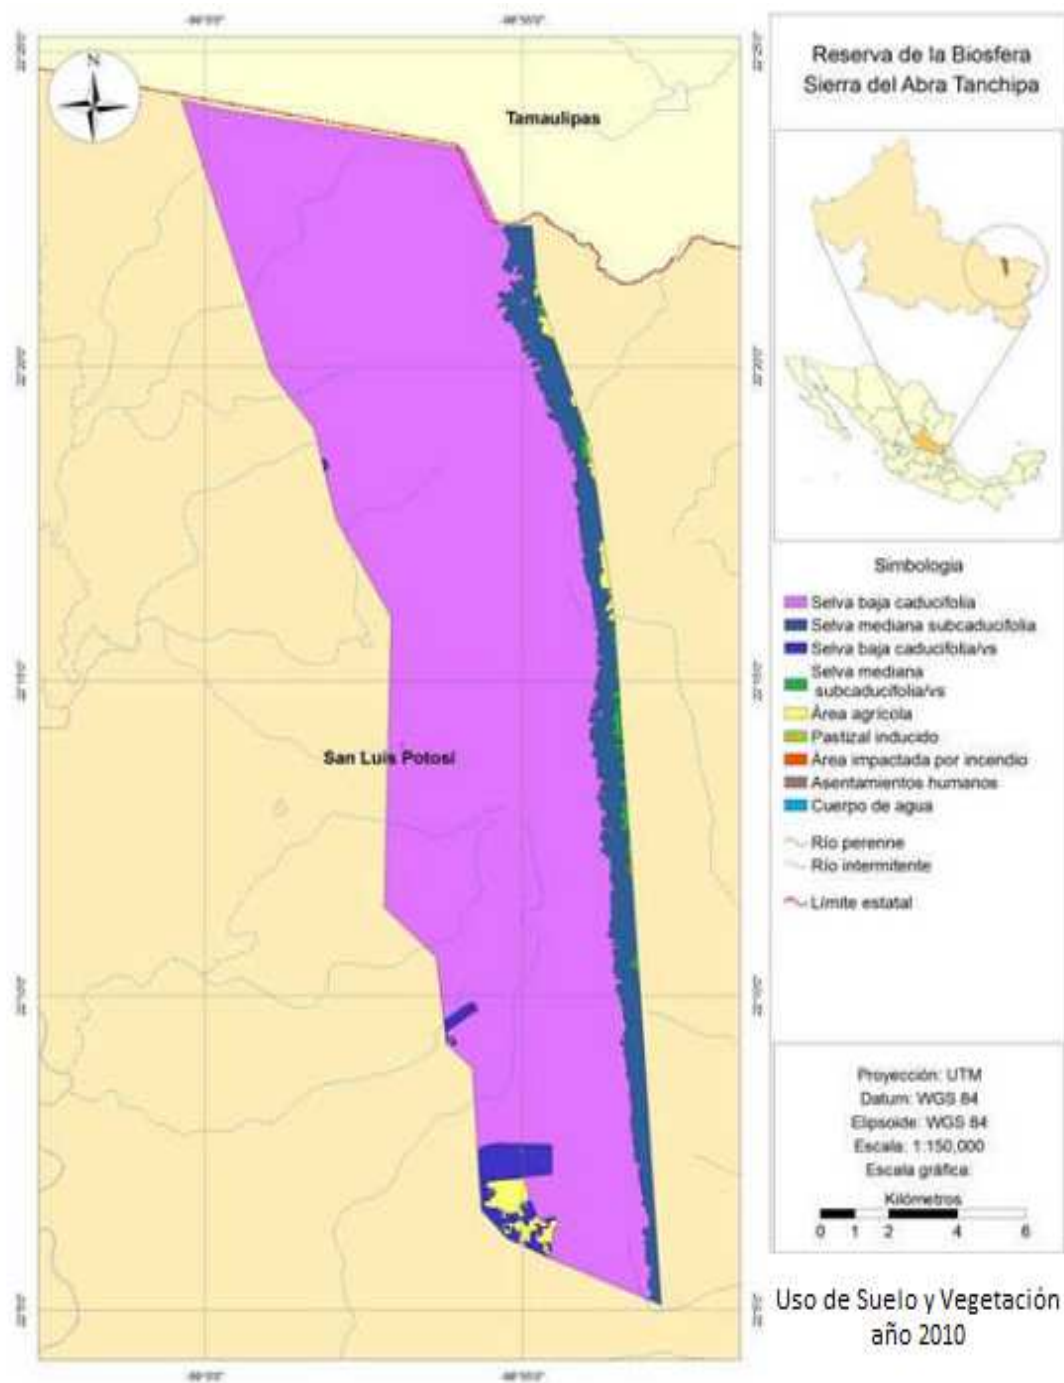 Reserva de la Biosfera
Sierra del Abra Tanchipa
Tamaulipas
San Luis Potosí
Simbología
Selva baja caducifolia
Selva mediana subcaducifolia
Selva baja caducifolia/vs
Selva mediana
subcaducifolia/vs
Área agrícola
Pastizal inducido
Área impactada por incendio
Asentamientos humanos
Cuerpo de agua
Río perenne
Río intermitente
Límite estatal
Proyección: UTM
Datum: WGS 84
Elipsoide: WGS 84
Escala: 1:150,000
Escala gráfica:
Kilómetros
0 1 2 4 6
Uso de Suelo y Vegetación
año 2010